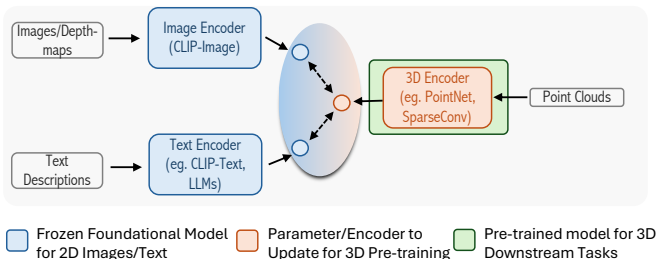 Images/Depth-
maps
Image Encoder
(CLIP-Image)
3D Encoder
(eg. PointNet,
SparseConv)
Point Clouds
Text
Descriptions
Text Encoder
(eg. CLIP-Text,
LLMs)
Frozen Foundational Model
for 2D Images/Text
Parameter/Encoder to
Update for 3D Pre-training
Pre-trained model for 3D
Downstream Tasks